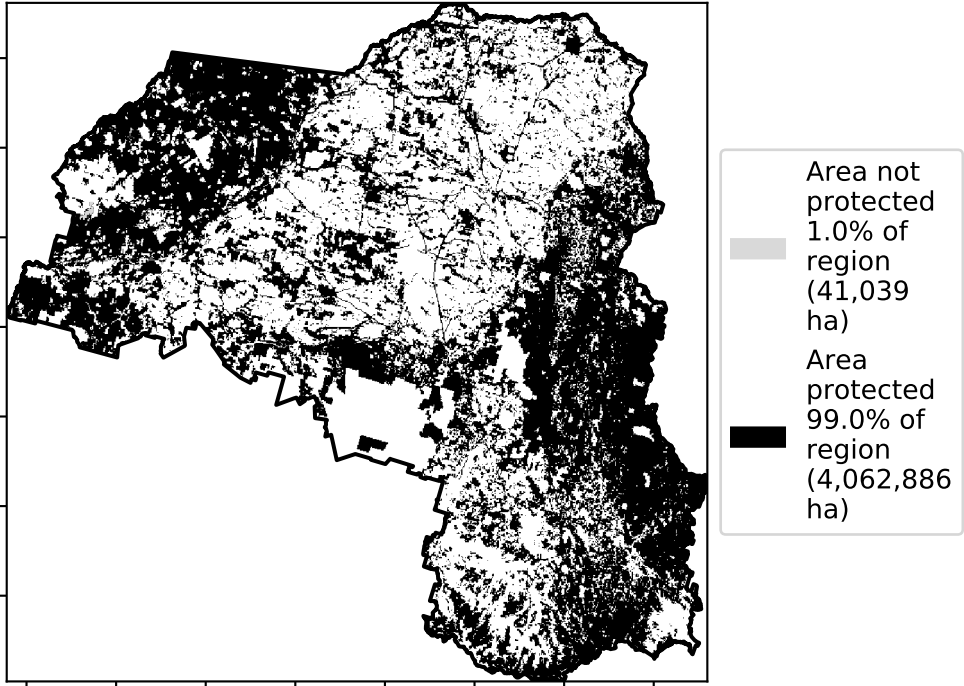 Area not
protected
1.0% of
region
(41,039
ha)
Area
protected
99.0% of
region
(4,062,886
ha)